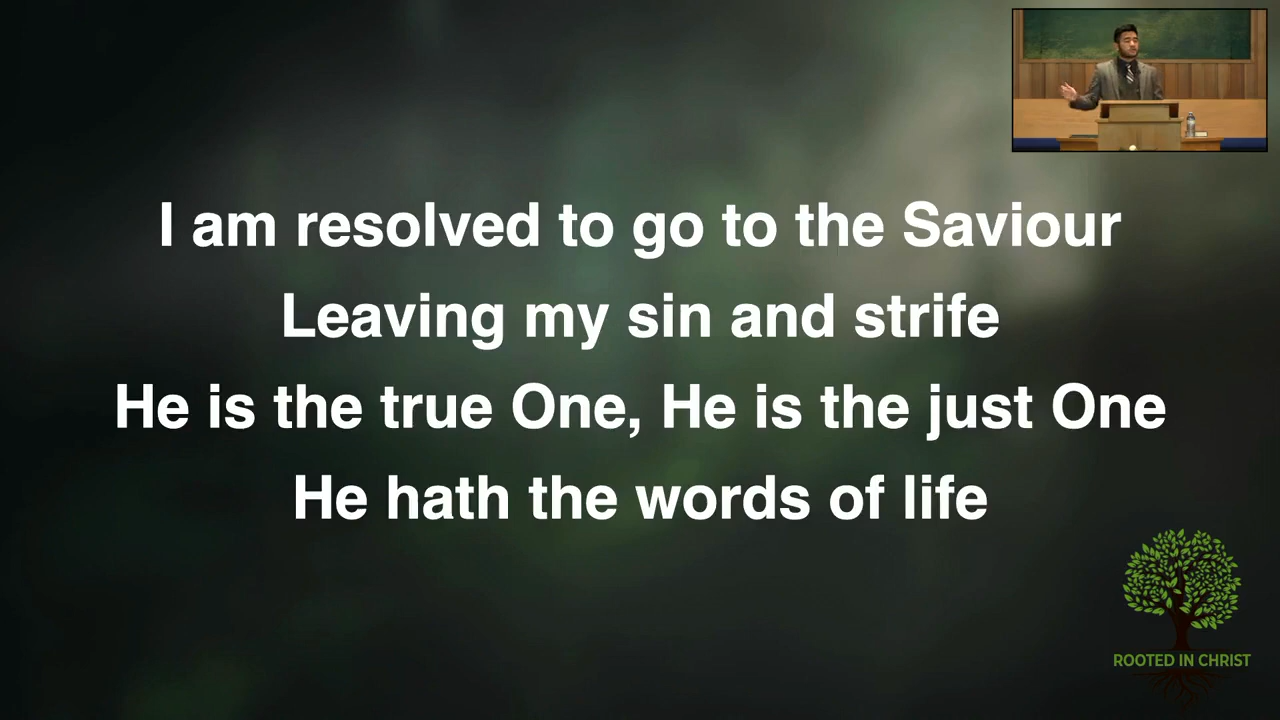 I am resolved to go to the Saviour
Leaving my sin and strife
He is the true One, He is the just One
He hath the words of life
ROOTED IN CHRIST